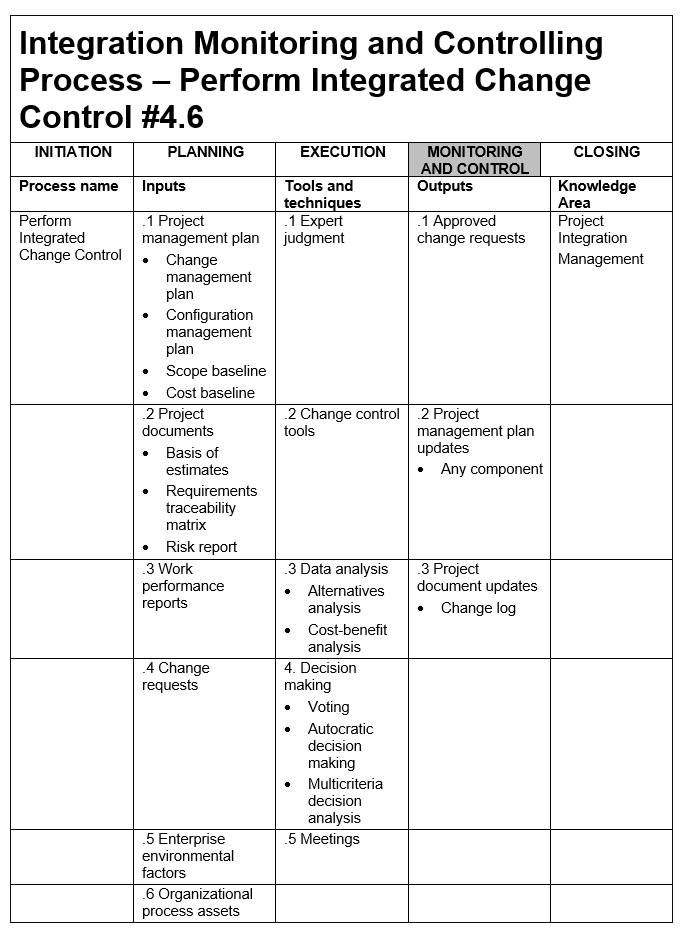 Integration Monitoring and Controlling
Process – Perform Integrated Change
Control #4.6
INITIATION
PLANNING
EXECUTION
MONITORING
AND CONTROL
CLOSING
Process name
Inputs
Tools and
techniques
Outputs
Knowledge
Area
Perform
Integrated
Change Control
.1 Project
management plan
• Change
management
plan
• Configuration
management
plan
• Scope baseline
• Cost baseline
.1 Expert
judgment
.1 Approved
change requests
Project
Integration
Management
.2 Project
documents
• Basis of
estimates
• Requirements
traceability
matrix
• Risk report
.2 Change control
tools
.2 Project
management plan
updates
• Any component
.3 Work
performance
reports
.3 Data analysis
• Alternatives
analysis
• Cost-benefit
analysis
.3 Project
document updates
• Change log
.4 Change
requests
4. Decision
making
• Voting
• Autocratic
decision
making
• Multicriteria
decision
analysis
.5 Enterprise
environmental
factors
.5 Meetings
.6 Organizational
process assets